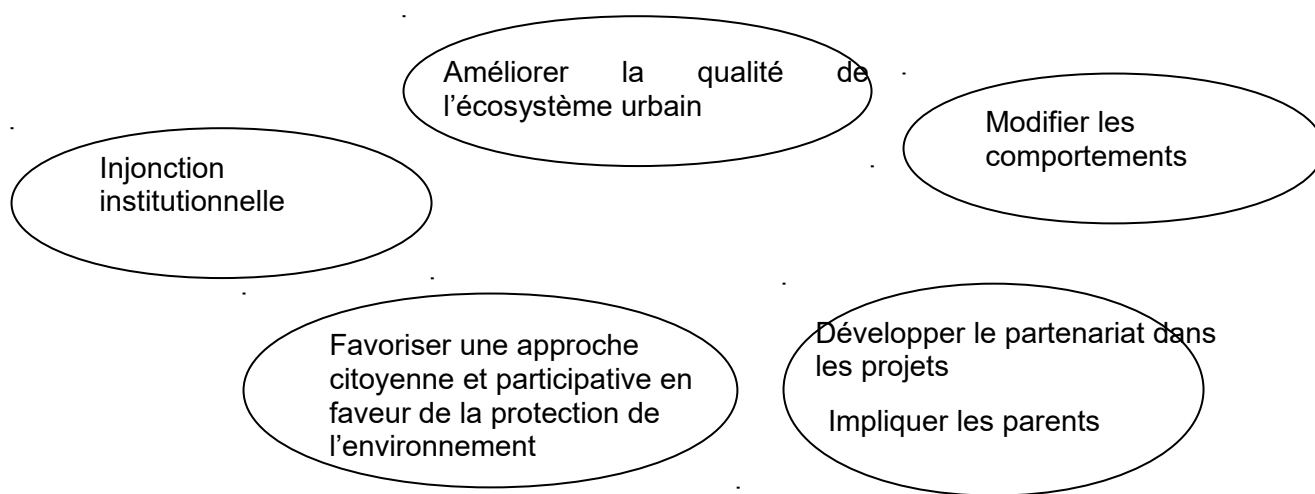 Améliorer la qualité de
l’écosystème urbain
Modifier les
comportements
Injonction
institutionnelle
Favoriser une approche
citoyenne et participative en
faveur de la protection de
l’environnement
Développer le partenariat dans
les projets
Impliquer les parents